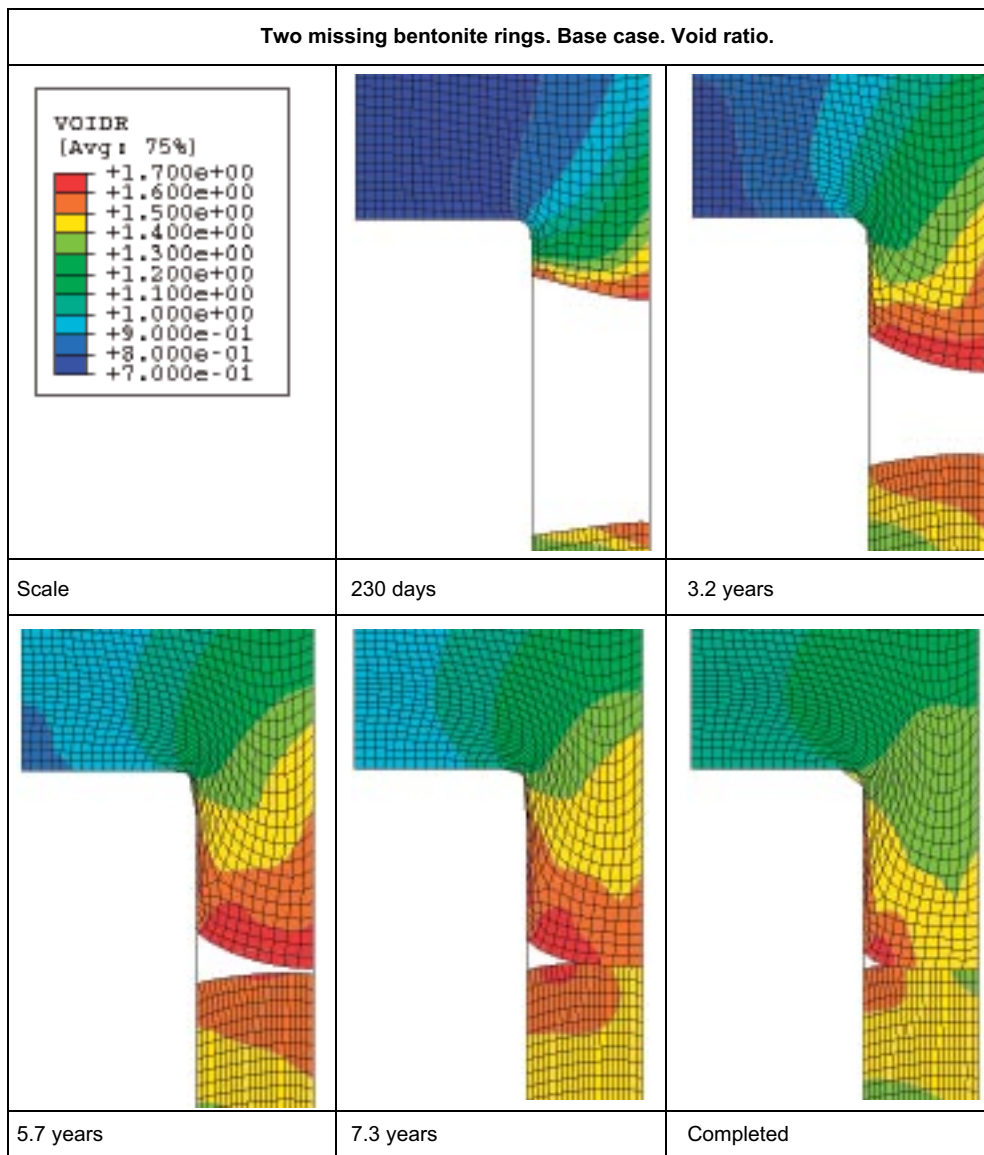 Two missing bentonite rings. Base case. Void ratio.
VOIDR
[Avg: 75%]
+1.700e+00
+1.600e+00
+1.500e+00
+1.400e+00
+1.300e+00
+1.200e+00
+1.100e+00
+1.000e+00
+9.000e-01
+8.000e-01
+7.000e-01
Scale
230 days
3.2 years
5.7 years
7.3 years
Completed